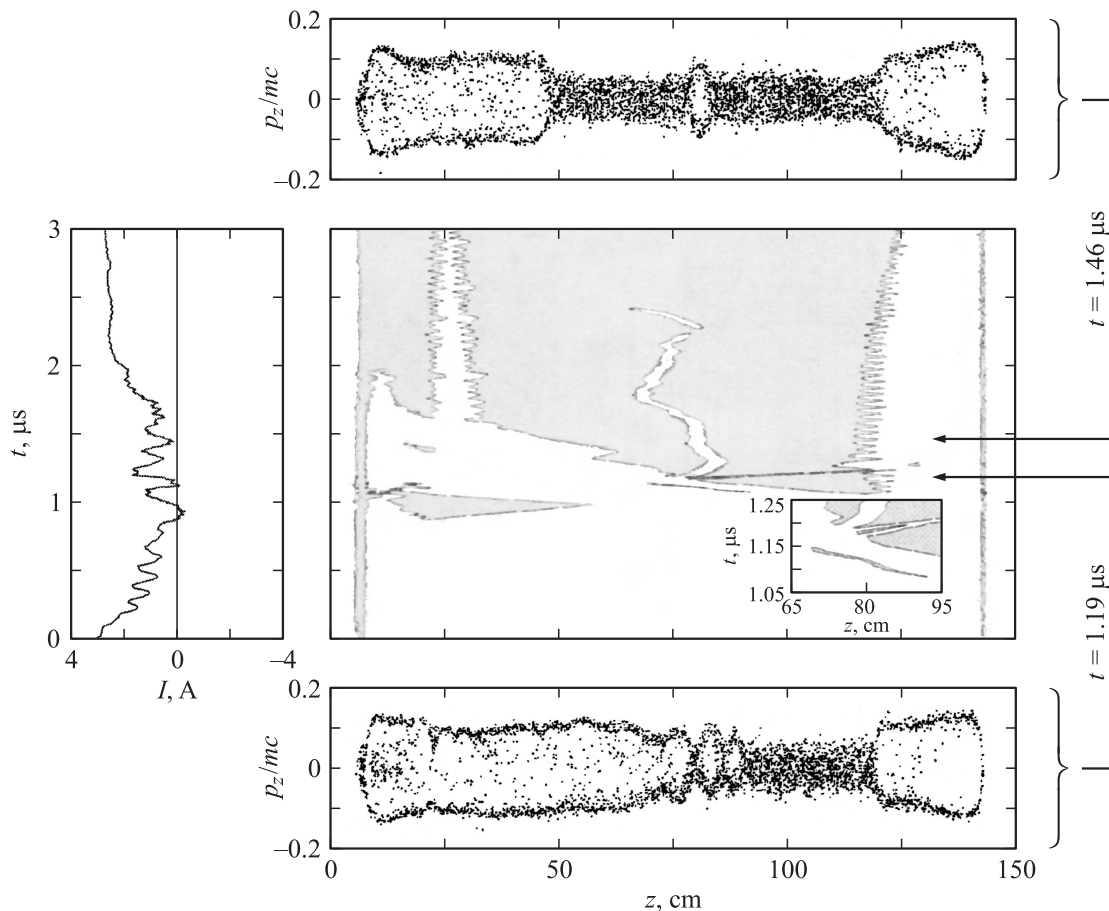 0.2
p_z/mc
0
–0.2
t = 1.46 μs
3
2
t, μs
1
0
4 0 –4
I, A
1.25
t, μs
1.15
1.05
65 80 95
z, cm
t = 1.19 μs
0.2
p_z/mc
0
–0.2
0 50 100 150
z, cm